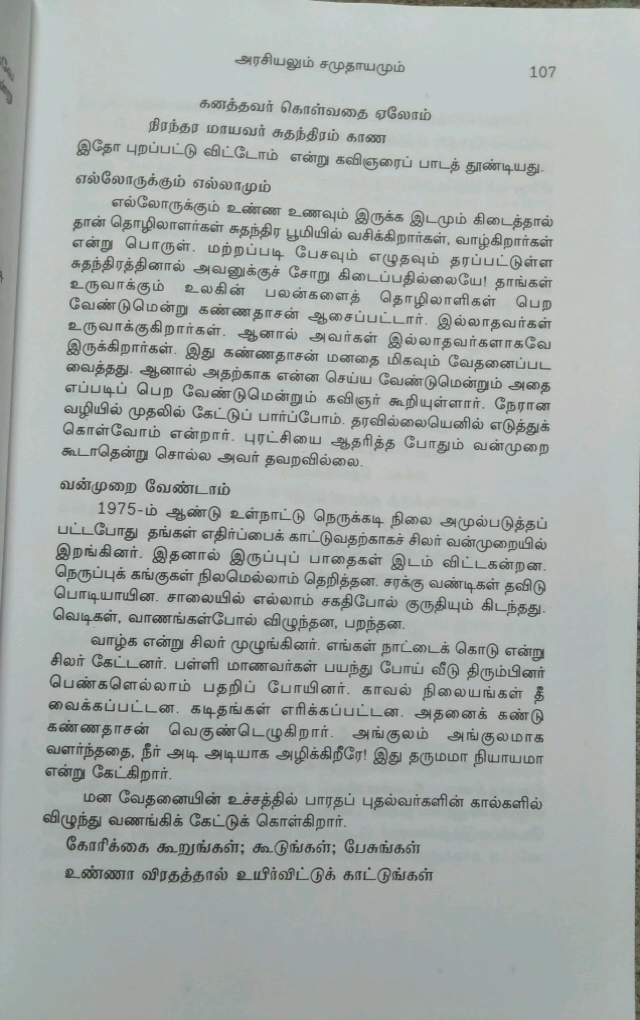 அரசியலும் சமுதாயமும் 107
கனத்தவர் கொள்வதை ஏலோம்
நிரந்தர மாயவர் சுதந்திரம் காண
இதோ புறப்பட்டு விட்டோம் என்று கவிஞரைப் பாடத் தூண்டியது.
எல்லோருக்கும் எல்லாமும்
எல்லோருக்கும் உண்ண உணவும் இருக்க இடமும் கிடைத்தால்
தான் தொழிலாளர்கள் சுதந்திர பூமியில் வசிக்கிறார்கள், வாழ்கிறார்கள்
என்று பொருள். மற்றப்படி பேசவும் எழுதவும் தரப்பட்டுள்ள
சுதந்திரத்தினால் அவனுக்குச் சோறு கிடைப்பதில்லையே! தாங்கள்
உருவாக்கும் உலகின் பலன்களைத் தொழிலாளிகள் பெற
வேண்டுமென்று கண்ணதாசன் ஆசைப்பட்டார். இல்லாதவர்கள்
உருவாக்குகிறார்கள். ஆனால் அவர்கள் இல்லாதவர்களாகவே
இருக்கிறார்கள். இது கண்ணதாசன் மனதை மிகவும் வேதனைப்பட
வைத்தது. ஆனால் அதற்காக என்ன செய்ய வேண்டுமென்றும் அதை
எப்படிப் பெற வேண்டுமென்றும் கவிஞர் கூறியுள்ளார். நேரான
வழியில் முதலில் கேட்டுப் பார்ப்போம். தரவில்லையெனில் எடுத்துக்
கொள்வோம் என்றார். புரட்சியை ஆதரித்த போதும் வன்முறை
கூடாதென்று சொல்ல அவர் தவறவில்லை.
வன்முறை வேண்டாம்
1975-ம் ஆண்டு உள்நாட்டு நெருக்கடி நிலை அமுல்படுத்தப்
பட்டபோது தங்கள் எதிர்ப்பைக் காட்டுவதற்காகச் சிலர் வன்முறையில்
இறங்கினர். இதனால் இருப்புப் பாதைகள் இடம் விட்டகன்றன.
நெருப்புக் கங்குகள் நிலமெல்லாம் தெறித்தன. சரக்கு வண்டிகள் தவிடு
பொடியாயின. சாலையில் எல்லாம் சகதிபோல் குருதியும் கிடந்தது.
வெடிகள், வாணங்கள்போல் விழுந்தன, பறந்தன.
வாழ்க என்று சிலர் முழுங்கினர். எங்கள் நாட்டைக் கொடு என்று
சிலர் கேட்டனர். பள்ளி மாணவர்கள் பயந்து போய் வீடு திரும்பினர்
பெண்களெல்லாம் பதறிப் போயினர். காவல் நிலையங்கள் தீ
வைக்கப்பட்டன. கடிதங்கள் எரிக்கப்பட்டன. அதனைக் கண்டு
கண்ணதாசன் வெகுண்டெழுகிறார். அங்குலம் அங்குலமாக
வளர்ந்ததை, நீர் அடி அடியாக அழிக்கிறீரே! இது தருமமா நியாயமா
என்று கேட்கிறார்.
மன வேதனையின் உச்சத்தில் பாரதப் புதல்வர்களின் கால்களில்
விழுந்து வணங்கிக் கேட்டுக் கொள்கிறார்.
கோரிக்கை கூறுங்கள்; கூடுங்கள்; பேசுங்கள்
உண்ணா விரதத்தால் உயிர்விட்டுக் காட்டுங்கள்